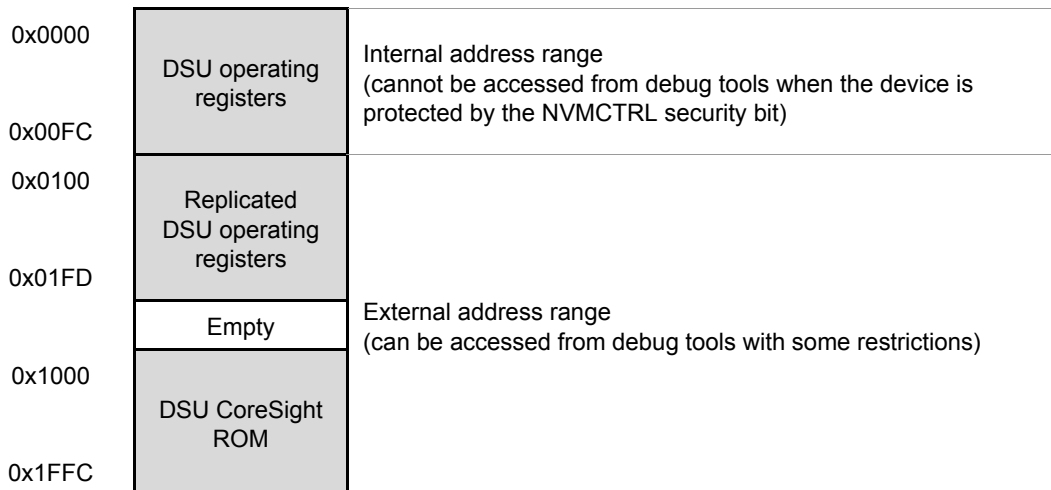 0x0000
DSU operating
registers
Internal address range
(cannot be accessed from debug tools when the device is
protected by the NVMCTRL security bit)
0x00FC
0x0100
Replicated
DSU operating
registers
0x01FD
Empty
External address range
(can be accessed from debug tools with some restrictions)
0x1000
DSU CoreSight
ROM
0x1FFC